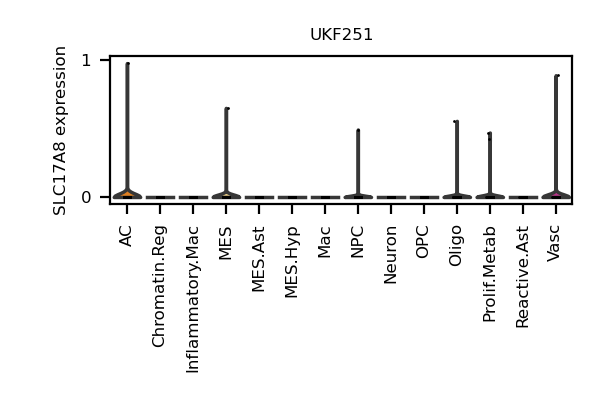 UKF251
SLC17A8 expression
1
0
AC
Chromatin.Reg
Inflammatory.Mac
MES
MES.Ast
MES.Hyp
Mac
NPC
Neuron
OPC
Oligo
Prolif.Metab
Reactive.Ast
Vasc